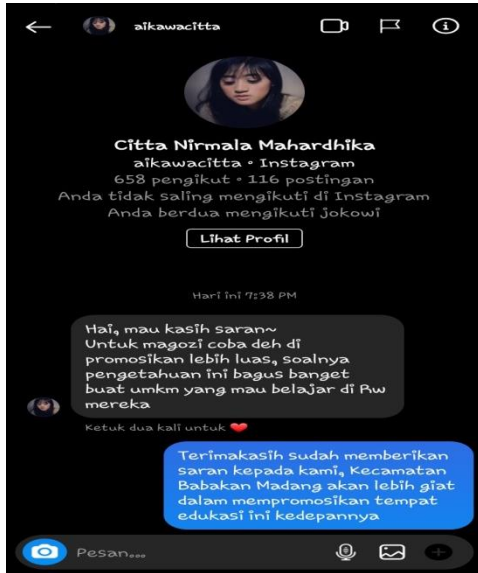 aikawacitta
Citta Nirmala Mahardhika
aikawacitta • Instagram
658 pengikut • 116 postingan
Anda tidak saling mengikuti di Instagram
Anda berdua mengikuti jokowi
Lihat Profil
Hari ini 7:38 PM
Hai, mau kasih saran~
Untuk magozi coba deh di
promosikan lebih luas, soalnya
pengetahuan ini bagus banget
buat umkm yang mau belajar di Rw
mereka
Ketuk dua kali untuk ❤️
Terimakasih sudah memberikan
saran kepada kami, Kecamatan
Babakan Madang akan lebih giat
dalam mempromosikan tempat
edukasi ini kedepannya
Pesan...